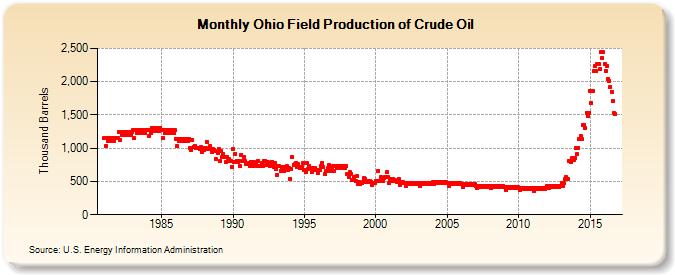 Monthly Ohio Field Production of Crude Oil
Thousand Barrels
2,500
2,000
1,500
1,000
500
0
1985 1990 1995 2000 2005 2010 2015
Source: U.S. Energy Information Administration